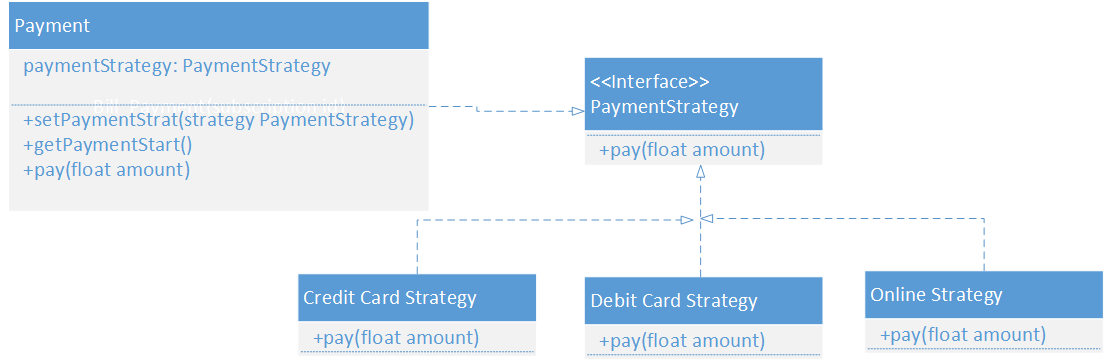 Payment
paymentStrategy: PaymentStrategy
+setPaymentStrat(strategy PaymentStrategy)
+getPaymentStart()
+pay(float amount)
<<Interface>>
PaymentStrategy
+pay(float amount)
Credit Card Strategy
+pay(float amount)
Debit Card Strategy
+pay(float amount)
Online Strategy
+pay(float amount)